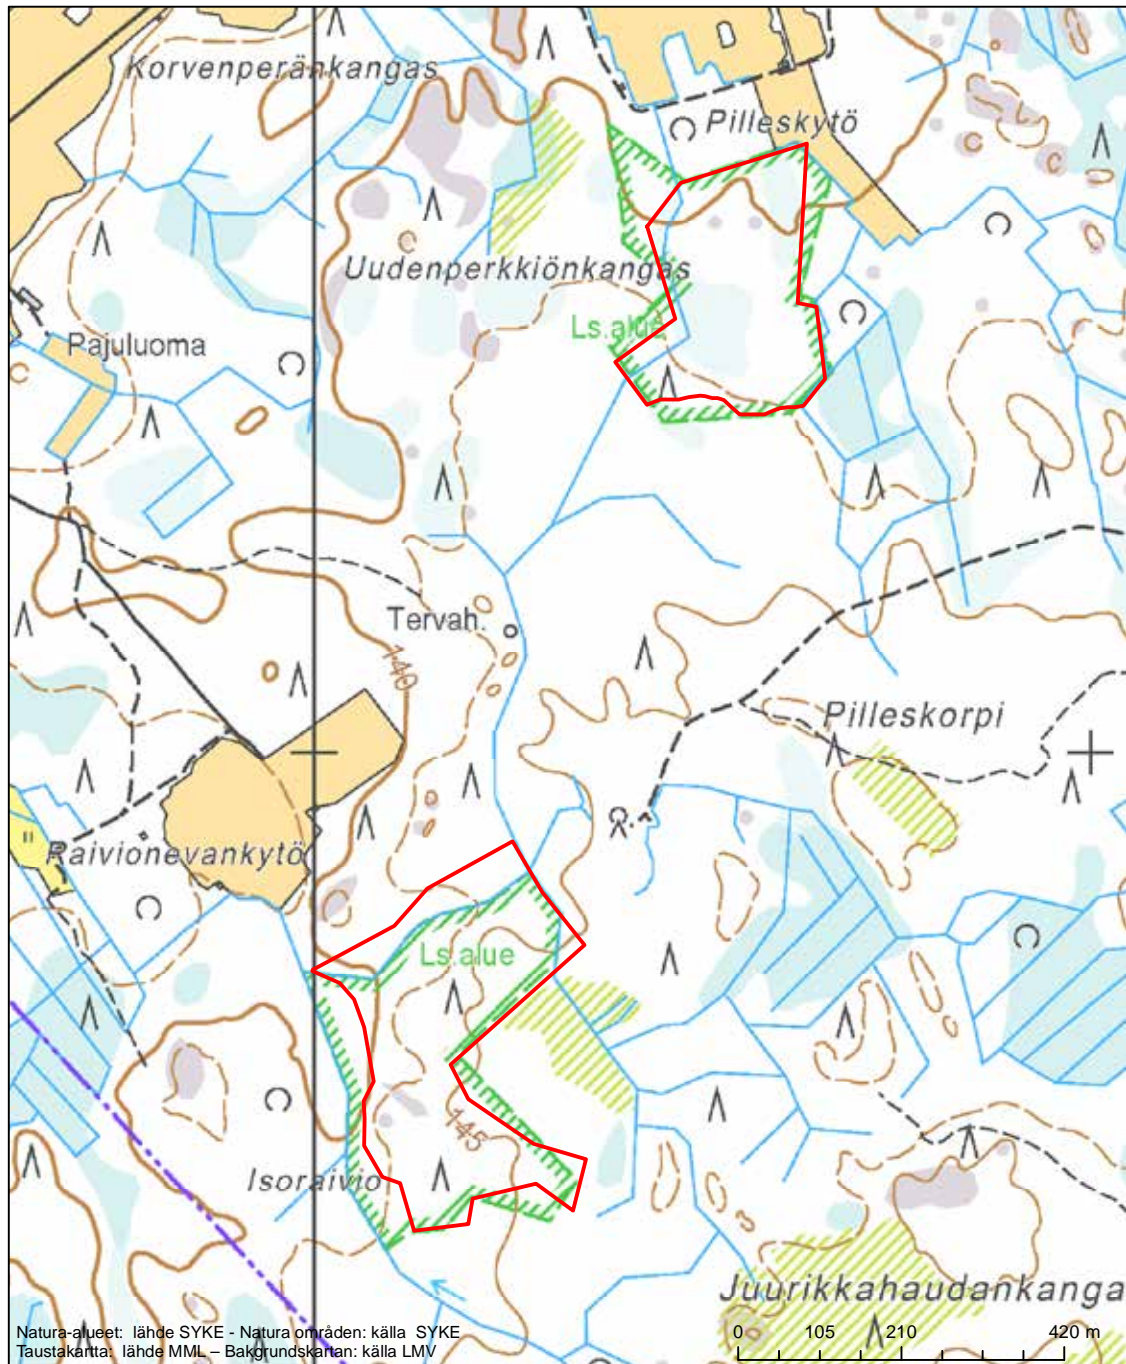 Korvenperänkangas
Pilleskytö
Uudenperkkiönkangas
Ls.alue
Pajuluoma
Tervah.
140
Pilleskorpi
Raivionevankytö
Ls.alue
145
Isoraivio
Juurikkahaudankanga
Natura-alueet: lähde SYKE - Natura områden: källa SYKE
Taustakartta: lähde MML – Bakgrundskartan: källa LMV
0 105 210 420 m